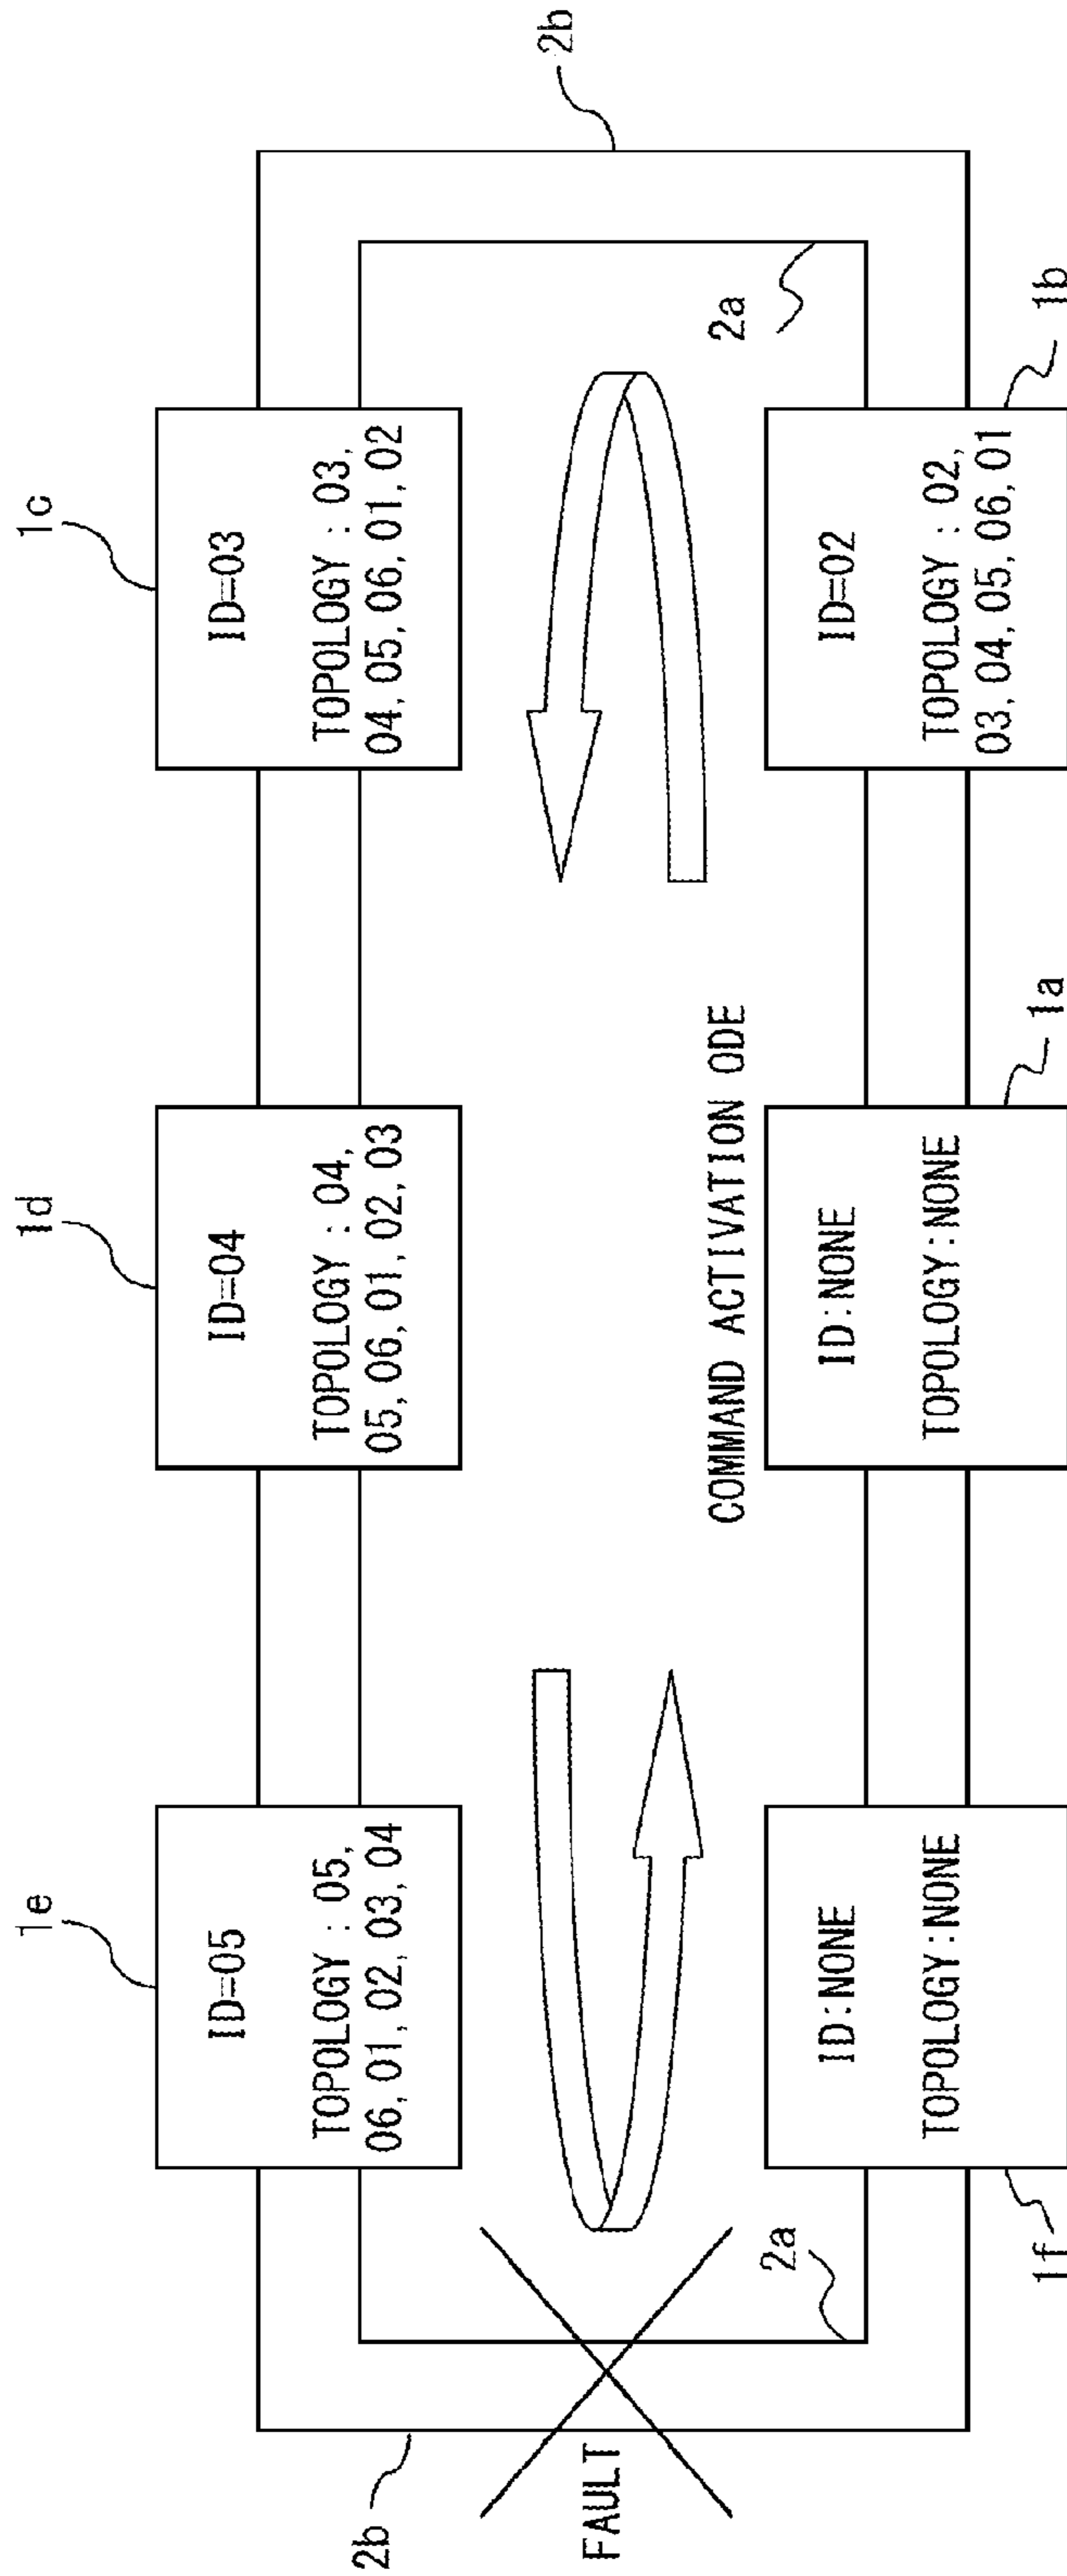 1e
1d
1c
2b
ID=05
TOPOLOGY : 05,
06, 01, 02, 03, 04
ID=04
TOPOLOGY : 04,
05, 06, 01, 02, 03
ID=03
TOPOLOGY : 03,
04, 05, 06, 01, 02
2b
FAULT
2a
COMMAND ACTIVATION ODE
2a
ID:NONE
TOPOLOGY:NONE
ID:NONE
TOPOLOGY:NONE
ID=02
TOPOLOGY : 02,
03, 04, 05, 06, 01
1f
1a
1b